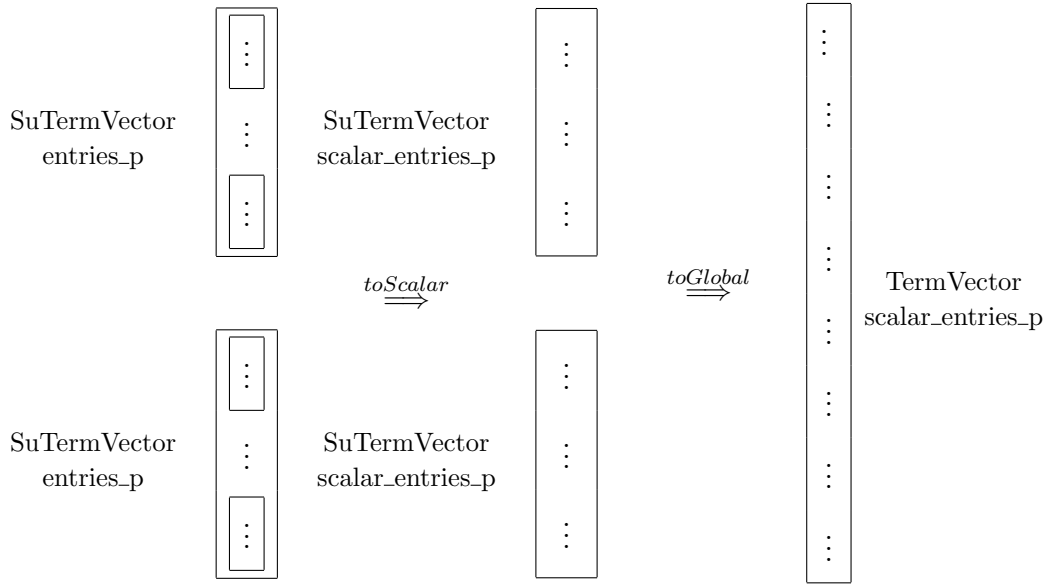 SuTermVector
entries_p
SuTermVector
scalar_entries_p
toScalar
toGlobal
TermVector
scalar_entries_p
SuTermVector
entries_p
SuTermVector
scalar_entries_p